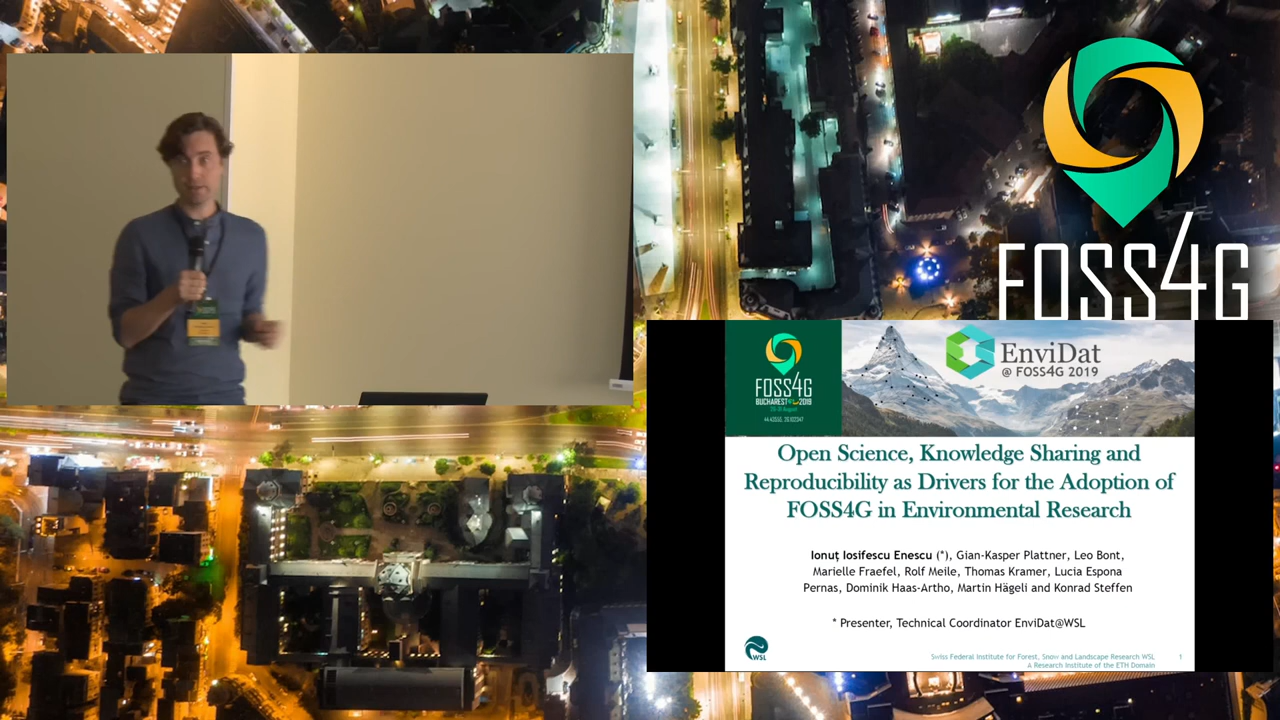 FOSS4G
FOSS4G
BUCHAREST 2019
26-31 August
EnviDat
@ FOSS4G 2019
Open Science, Knowledge Sharing and
Reproducibility as Drivers for the Adoption of
FOSS4G in Environmental Research
Ionuț Iosifescu Enescu (*), Gian-Kasper Plattner, Leo Bont,
Marielle Fraefel, Rolf Meile, Thomas Kramer, Lucia Espona
Pernas, Dominik Haas-Artho, Martin Hägeli and Konrad Steffen
* Presenter, Technical Coordinator EnviDat@WSL
WSL
Swiss Federal Institute for Forest, Snow and Landscape Research WSL 1
A Research Institute of the ETH Domain